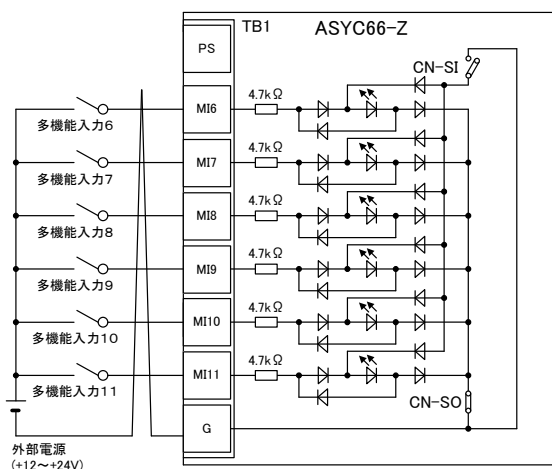 TB1
ASYC66-Z
PS
CN-SI
MI6
4.7kΩ
多機能入力6
MI7
4.7kΩ
多機能入力7
MI8
4.7kΩ
多機能入力8
MI9
4.7kΩ
多機能入力9
MI10
4.7kΩ
多機能入力10
MI11
4.7kΩ
多機能入力11
CN-SO
G
外部電源
(+12~+24V)